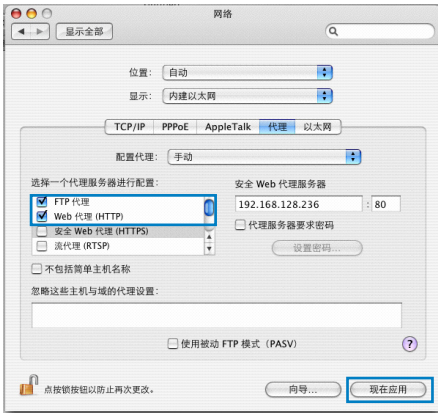 网络
显示全部
位置: 自动
显示: 内建以太网
TCP/IP PPPoE AppleTalk 代理 以太网
配置代理: 手动
选择一个代理服务器进行配置:
FTP 代理
Web 代理 (HTTP)
安全 Web 代理 (HTTPS)
流代理 (RTSP)
安全 Web 代理服务器
192.168.128.236 : 80
代理服务器要求密码
设置密码...
不包括简单主机名称
忽略这些主机与域的代理设置:
使用被动 FTP 模式（PASV）
?
点按锁按钮以防止再次更改。
向导...
现在应用